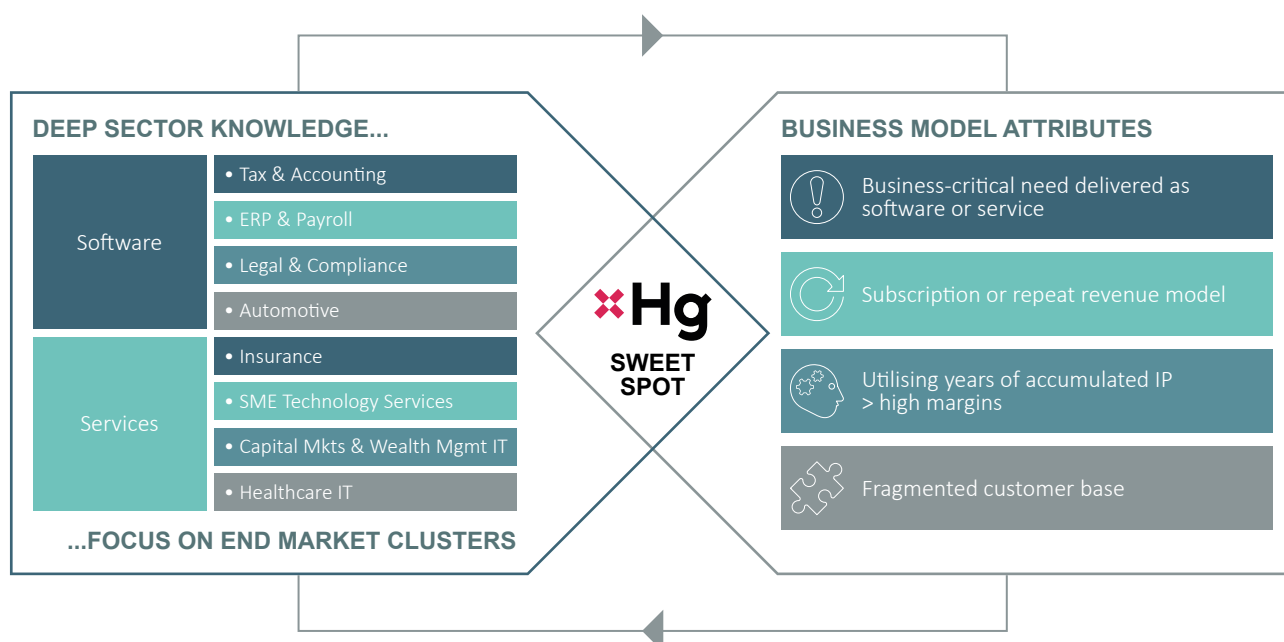 DEEP SECTOR KNOWLEDGE...
Software
• Tax & Accounting
• ERP & Payroll
• Legal & Compliance
• Automotive
Services
• Insurance
• SME Technology Services
• Capital Mkts & Wealth Mgmt IT
• Healthcare IT
...FOCUS ON END MARKET CLUSTERS
Hg
SWEET
SPOT
BUSINESS MODEL ATTRIBUTES
Business-critical need delivered as
software or service
Subscription or repeat revenue model
Utilising years of accumulated IP
> high margins
Fragmented customer base